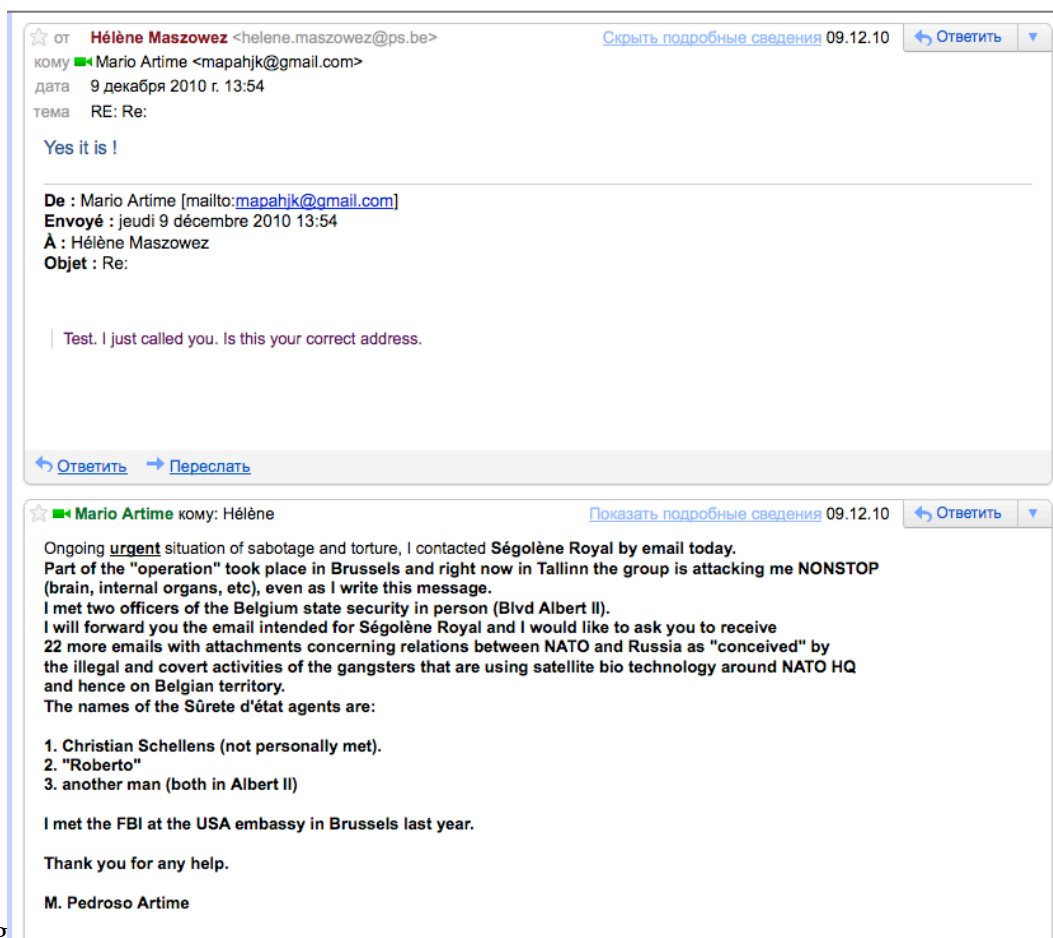 от Hélène Maszowez <helene.maszowez@ps.be> Скрыть подробные сведения 09.12.10 Ответить
кому Mario Artime <mapahjk@gmail.com>
дата 9 декабря 2010 г. 13:54
тема RE: Re:
Yes it is !
De : Mario Artime [mailto:mapahjk@gmail.com]
Envoyé : jeudi 9 décembre 2010 13:54
À : Hélène Maszowez
Objet : Re:
Test. I just called you. Is this your correct address.
Ответить Переслать
Mario Artime кому: Hélène Показать подробные сведения 09.12.10 Ответить
Ongoing urgent situation of sabotage and torture, I contacted Ségolène Royal by email today.
Part of the "operation" took place in Brussels and right now in Tallinn the group is attacking me NONSTOP
(brain, internal organs, etc), even as I write this message.
I met two officers of the Belgium state security in person (Blvd Albert II).
I will forward you the email intended for Ségolène Royal and I would like to ask you to receive
22 more emails with attachments concerning relations between NATO and Russia as "conceived" by
the illegal and covert activities of the gangsters that are using satellite bio technology around NATO HQ
and hence on Belgian territory.
The names of the Sûrete d'état agents are:
1. Christian Schellens (not personally met).
2. "Roberto"
3. another man (both in Albert II)
I met the FBI at the USA embassy in Brussels last year.
Thank you for any help.
M. Pedroso Artime